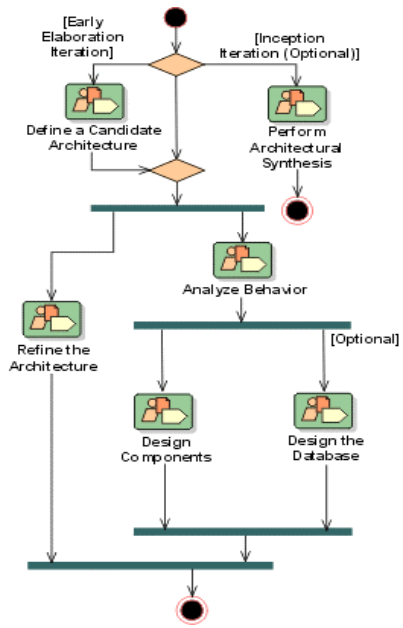 [Early
Elaboration
Iteration]
[Inception
Iteration (Optional)]
Define a Candidate
Architecture
Perform
Architectural
Synthesis
Analyze Behavior
[Optional]
Refine the
Architecture
Design
Components
Design the
Database